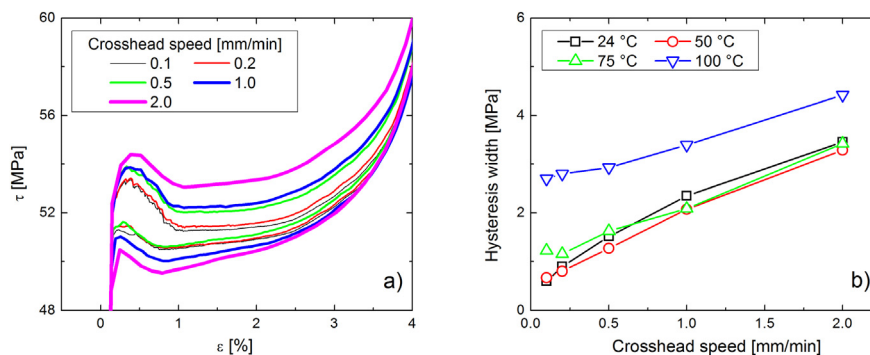 60
56
52
48
τ [MPa]
Crosshead speed [mm/min]
0.1 0.2
0.5 1.0
2.0
a)
0 1 2 3 4
ε [%]
b)
6
4
2
0
Hysteresis width [MPa]
24 °C 50 °C
75 °C 100 °C
b)
0.0 0.5 1.0 1.5 2.0
Crosshead speed [mm/min]